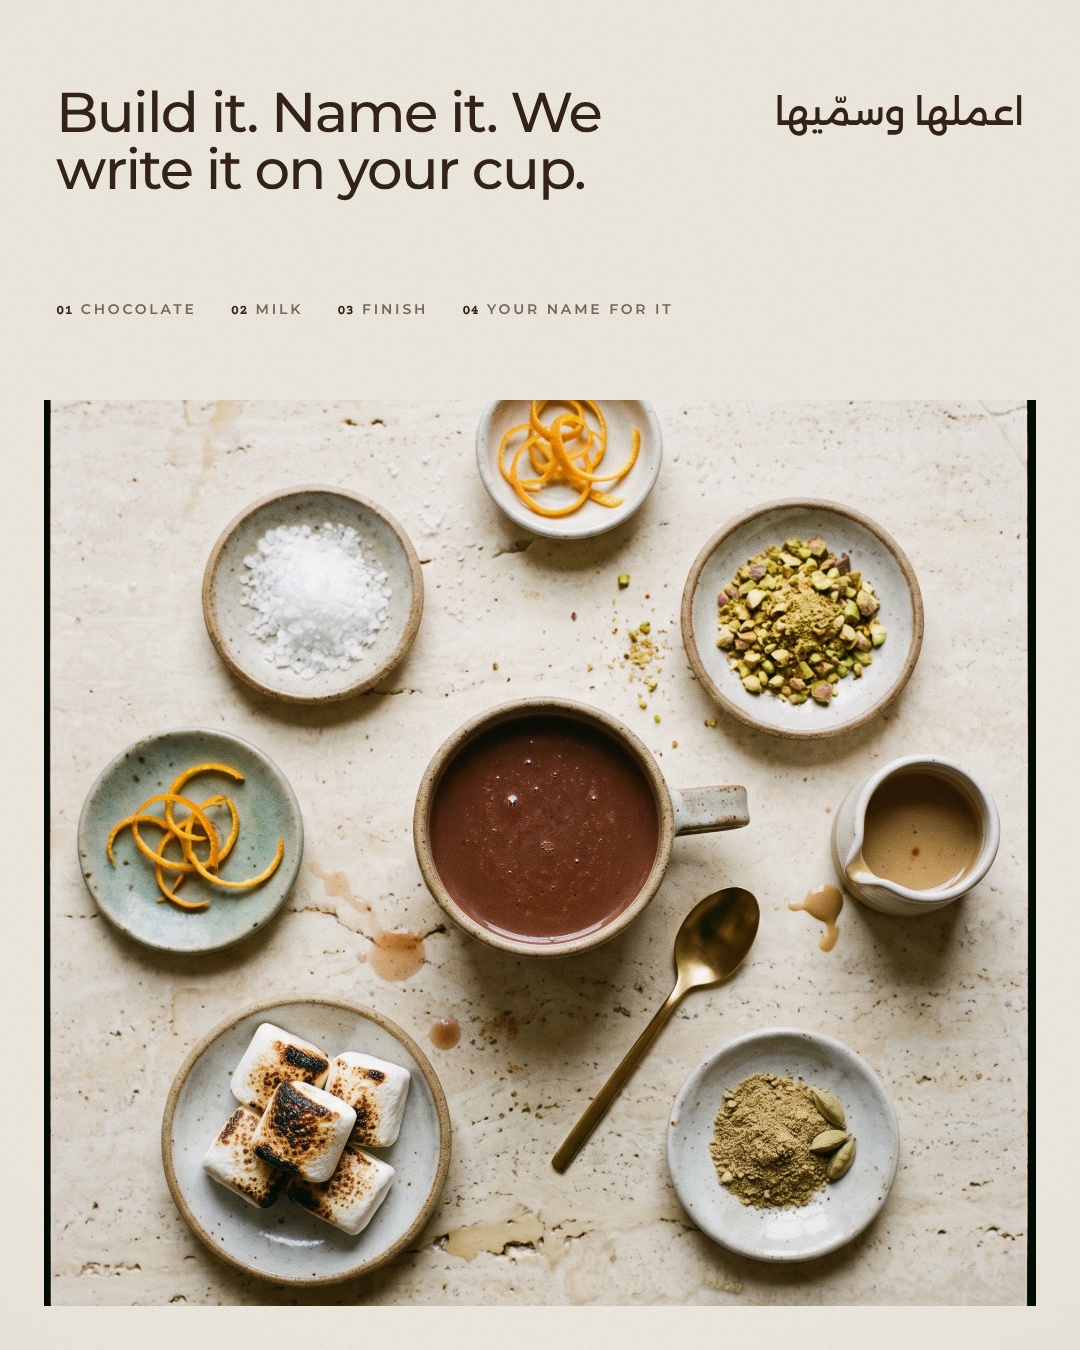 Build it. Name it. We
write it on your cup.
اعملها وسمّيها
01 CHOCOLATE 02 MILK 03 FINISH 04 YOUR NAME FOR IT